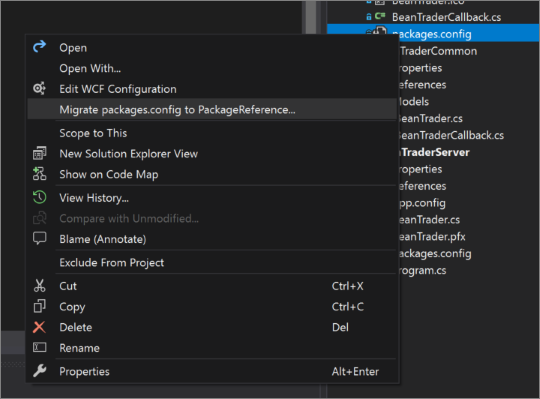 Open
Open With...
Edit WCF Configuration
Migrate packages.config to PackageReference...
Scope to This
New Solution Explorer View
Show on Code Map
View History...
Compare with Unmodified...
Blame (Annotate)
Exclude From Project
Cut Ctrl+X
Copy Ctrl+C
Delete Del
Rename
Properties Alt+Enter
BeanTrader.ico
BeanTraderCallback.cs
packages.config
TraderCommon
roperties
eferences
Models
BeanTrader.cs
BeanTraderCallback.cs
nTraderServer
roperties
eferences
pp.config
eanTrader.cs
eanTrader.pfx
ackages.config
rogram.cs